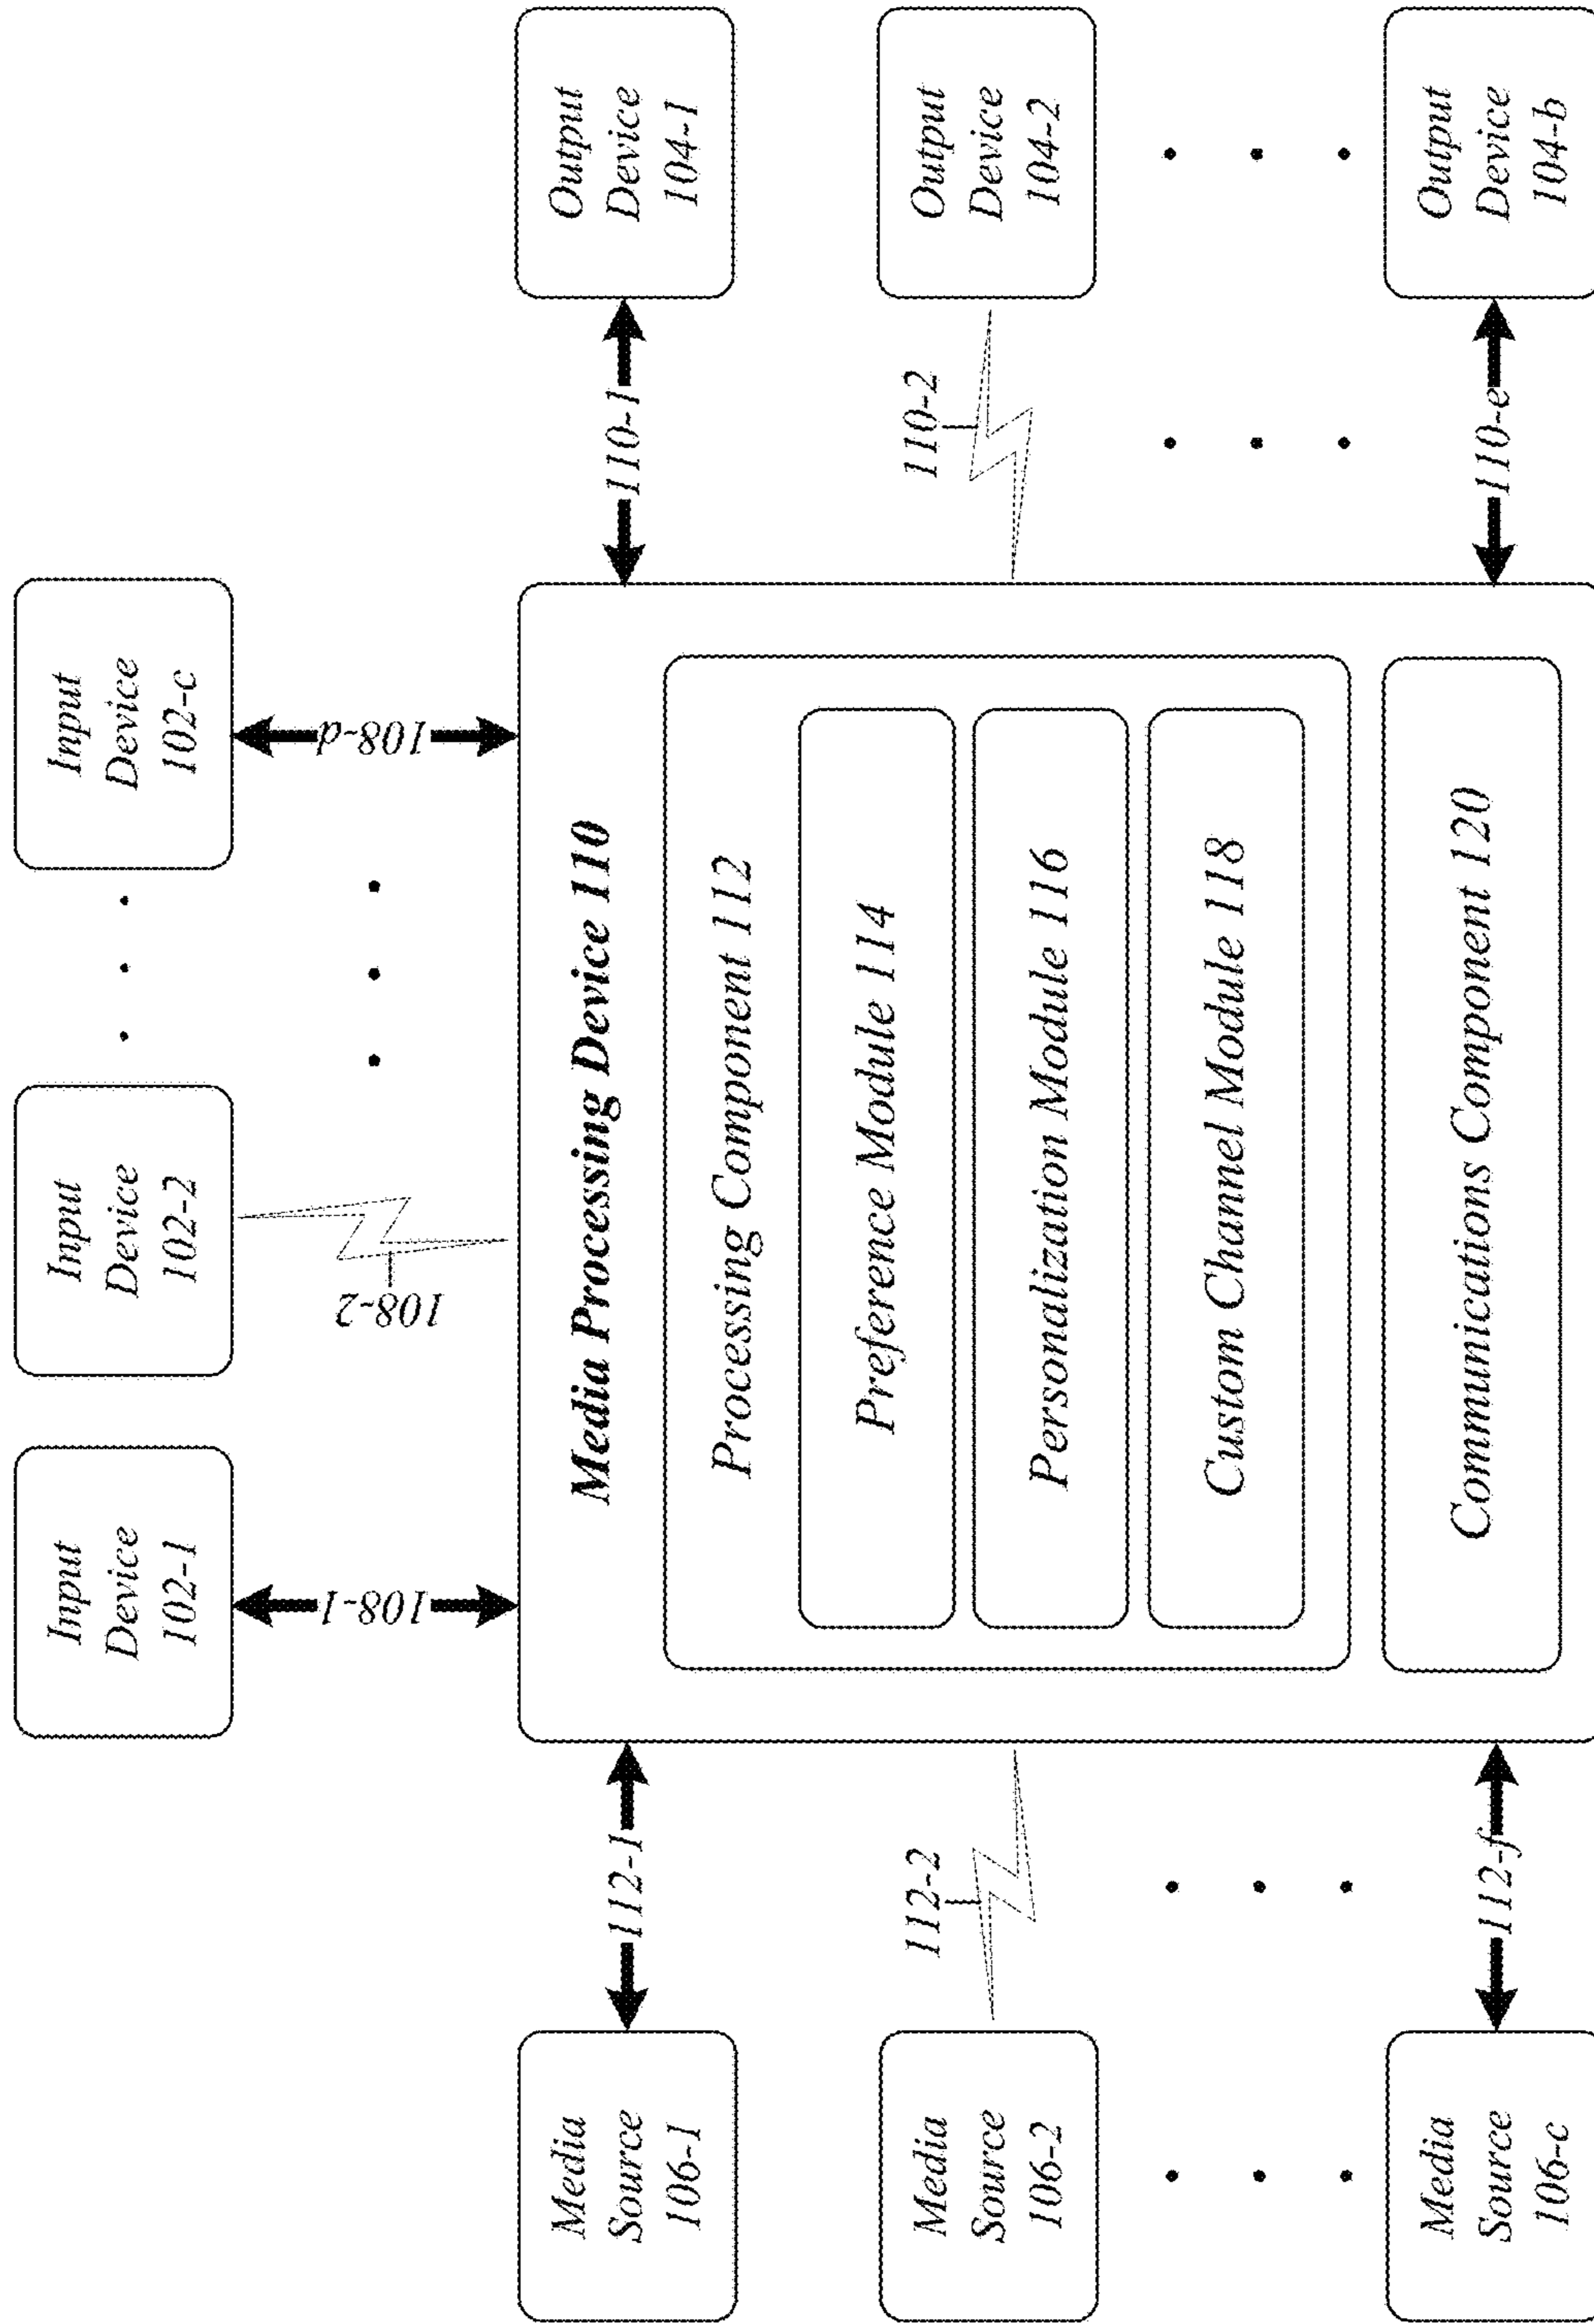 Input
Device
102-1
Input
Device
102-2
Input
Device
102-c
108-1
108-2
108-d
Media
Source
106-1
112-1
Media Processing Device 110
110-1
Output
Device
104-1
Processing Component 112
Preference Module 114
Media
Source
106-2
112-2
Personalization Module 116
110-2
Output
Device
104-2
Custom Channel Module 118
Media
Source
106-c
112-f
Communications Component 120
110-e
Output
Device
104-b